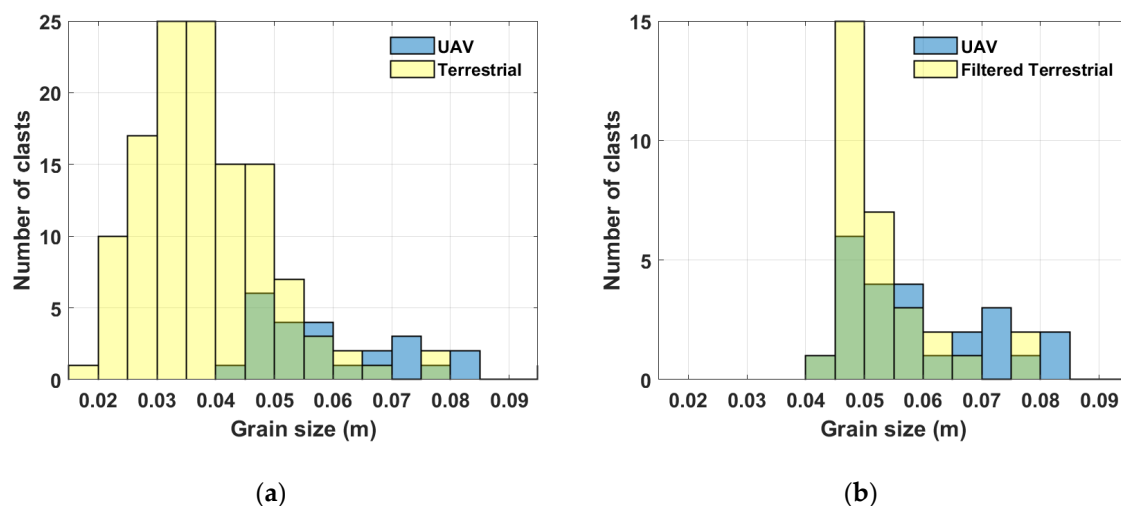 25
20
15
10
5
0
Number of clasts
UAV
Terrestrial
0.02 0.03 0.04 0.05 0.06 0.07 0.08 0.09
Grain size (m)
(a)
15
10
5
0
Number of clasts
UAV
Filtered Terrestrial
0.02 0.03 0.04 0.05 0.06 0.07 0.08 0.09
Grain size (m)
(b)